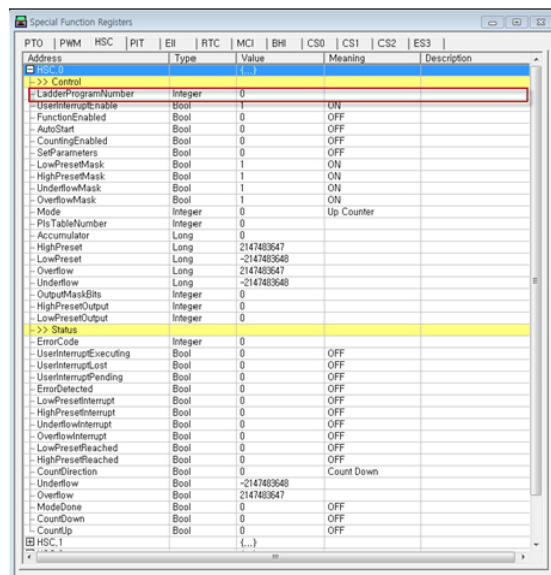 Special Function Registers
PTO PWM HSC PIT EII RTC MCI BHI CS0 CS1 CS2 ES3
Address Type Value Meaning Description
HSC.0 {...}
>> Control
LadderProgramNumber Integer 0
UserInterruptEnable Bool 1 ON
FunctionEnabled Bool 0 OFF
AutoStart Bool 0 OFF
CountingEnabled Bool 0 OFF
SetParameters Bool 0 OFF
LowPresetMask Bool 1 ON
HighPresetMask Bool 1 ON
UnderflowMask Bool 1 ON
OverflowMask Bool 1 ON
Mode Integer 0 Up Counter
PlsTableNumber Integer 0
Accumulator Long 0
HighPreset Long 2147483647
LowPreset Long -2147483648
Overflow Long 2147483647
Underflow Long -2147483648
OutputMaskBits Integer 0
HighPresetOutput Integer 0
LowPresetOutput Integer 0
>> Status
ErrorCode Integer 0
UserInterruptExecuting Bool 0 OFF
UserInterruptLost Bool 0 OFF
UserInterruptPending Bool 0 OFF
ErrorDetected Bool 0 OFF
LowPresetInterrupt Bool 0 OFF
HighPresetInterrupt Bool 0 OFF
UnderflowInterrupt Bool 0 OFF
OverflowInterrupt Bool 0 OFF
LowPresetReached Bool 0 OFF
HighPresetReached Bool 0 OFF
CountDirection Bool 0 Count Down
Underflow Bool -2147483648
Overflow Bool 2147483647
ModeDone Bool 0 OFF
CountDown Bool 0 OFF
CountUp Bool 0 OFF
HSC.1 {...}